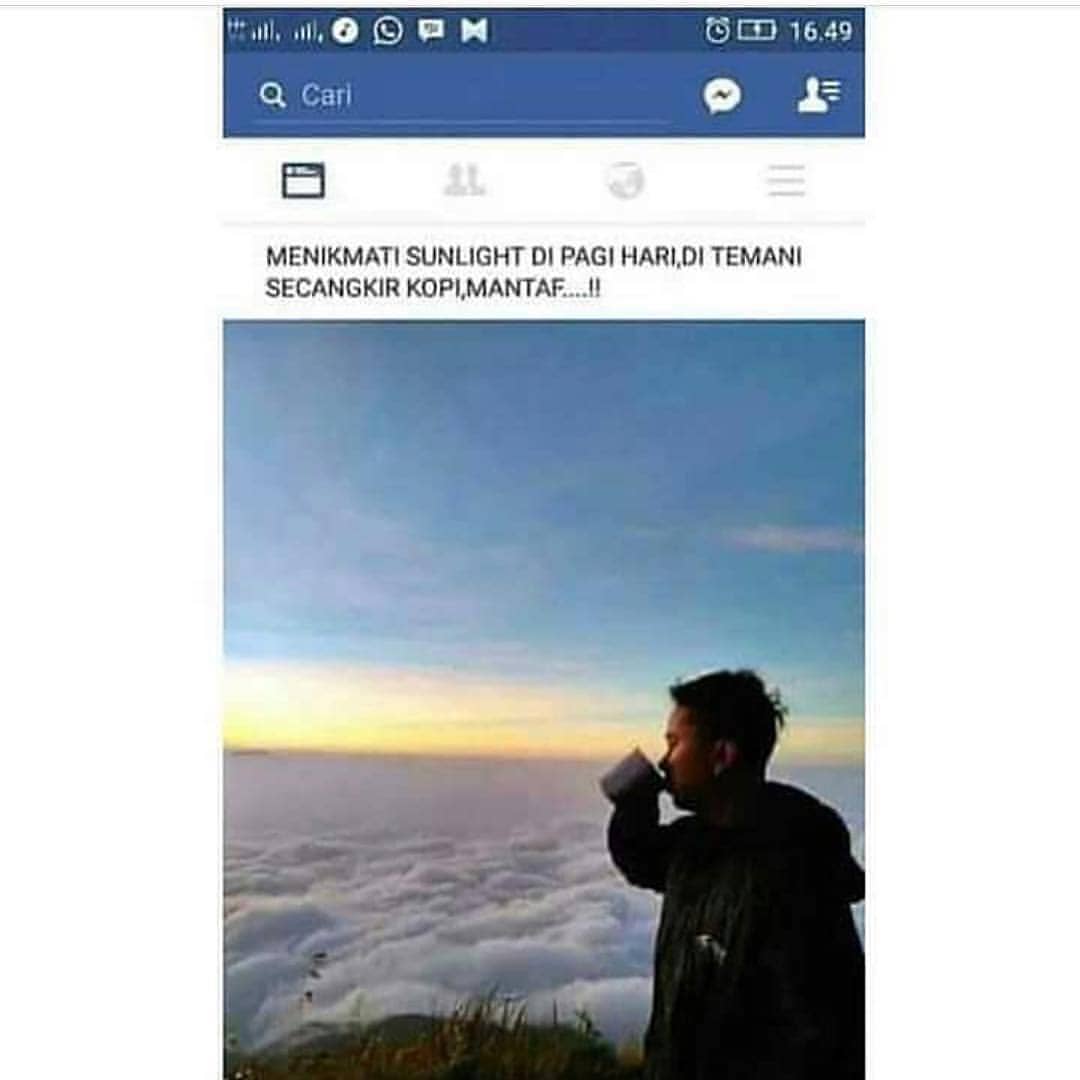 16.49
Cari
MENIKMATI SUNLIGHT DI PAGI HARI,DI TEMANI
SECANGKIR KOPI,MANTAF....!!